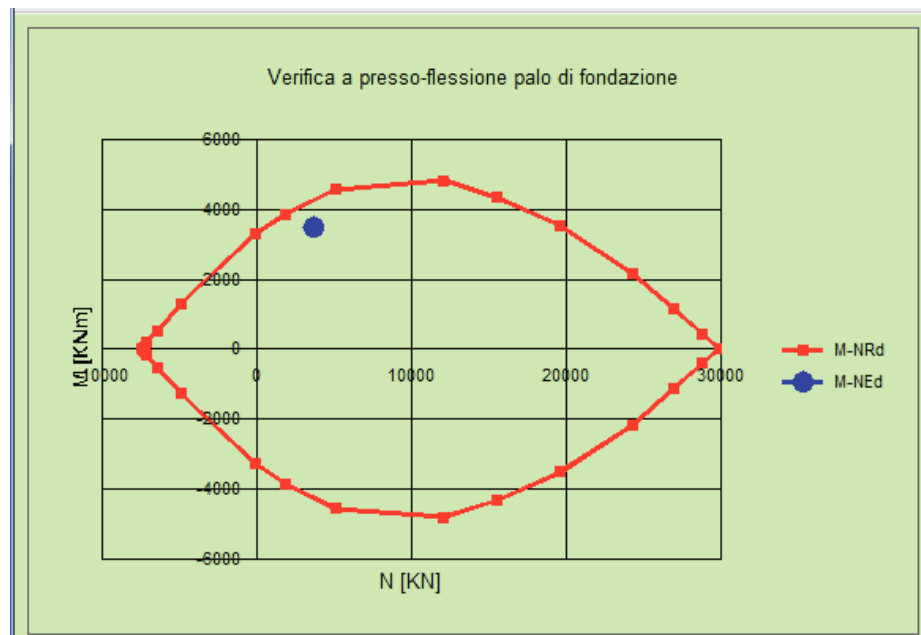 Verifica a presso-flessione palo di fondazione
6000
4000
2000
0
-2000
-4000
-6000
M [KNm]
-10000 0 10000 20000 30000
N [KN]
M-NRd
M-NEd